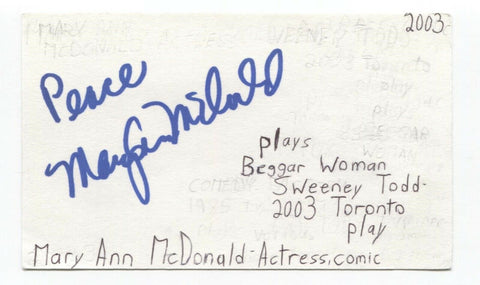 2003
Peace
Mary Ann McDonald
plays
Beggar Woman
Sweeney Todd-
2003 Toronto
play
Mary Ann McDonald-Actress, comic